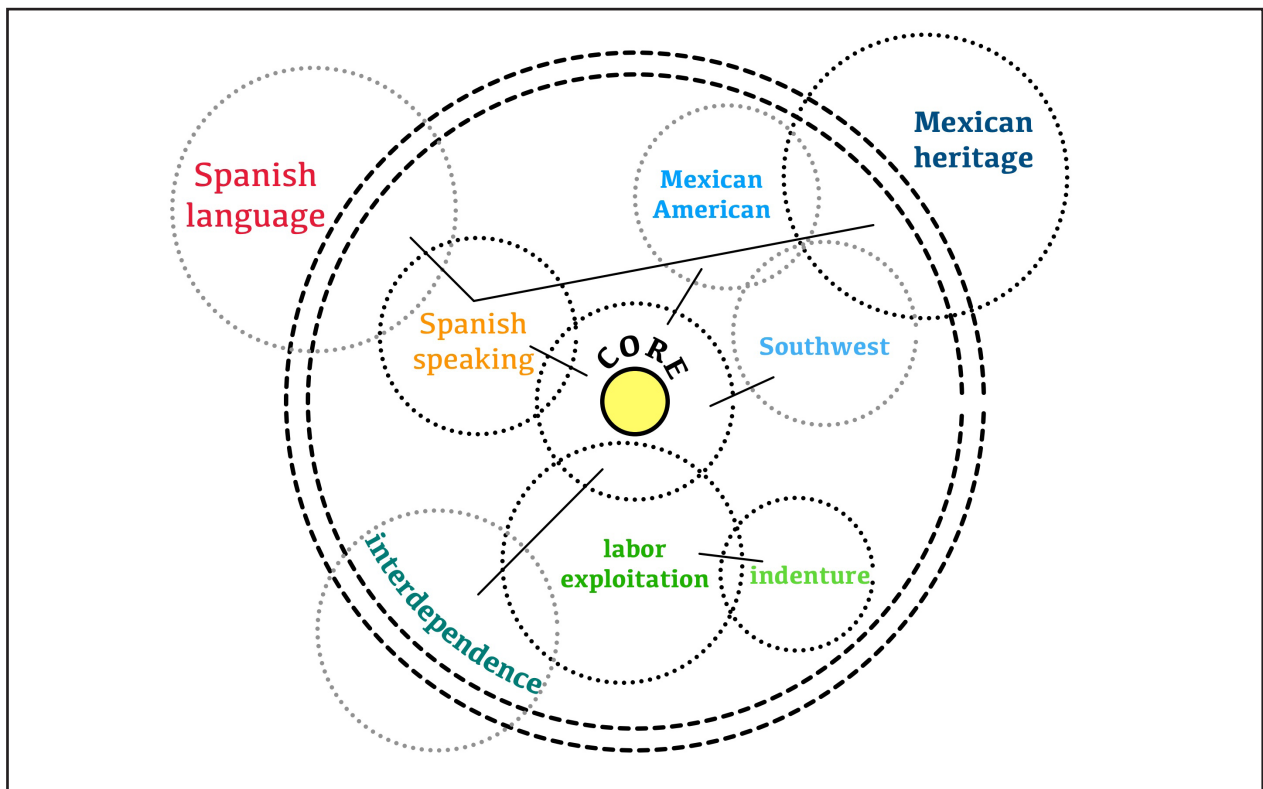 Mexican
heritage
Spanish
language
Mexican
American
Spanish
speaking
CORE
Southwest
labor
exploitation
indenture
interdependence